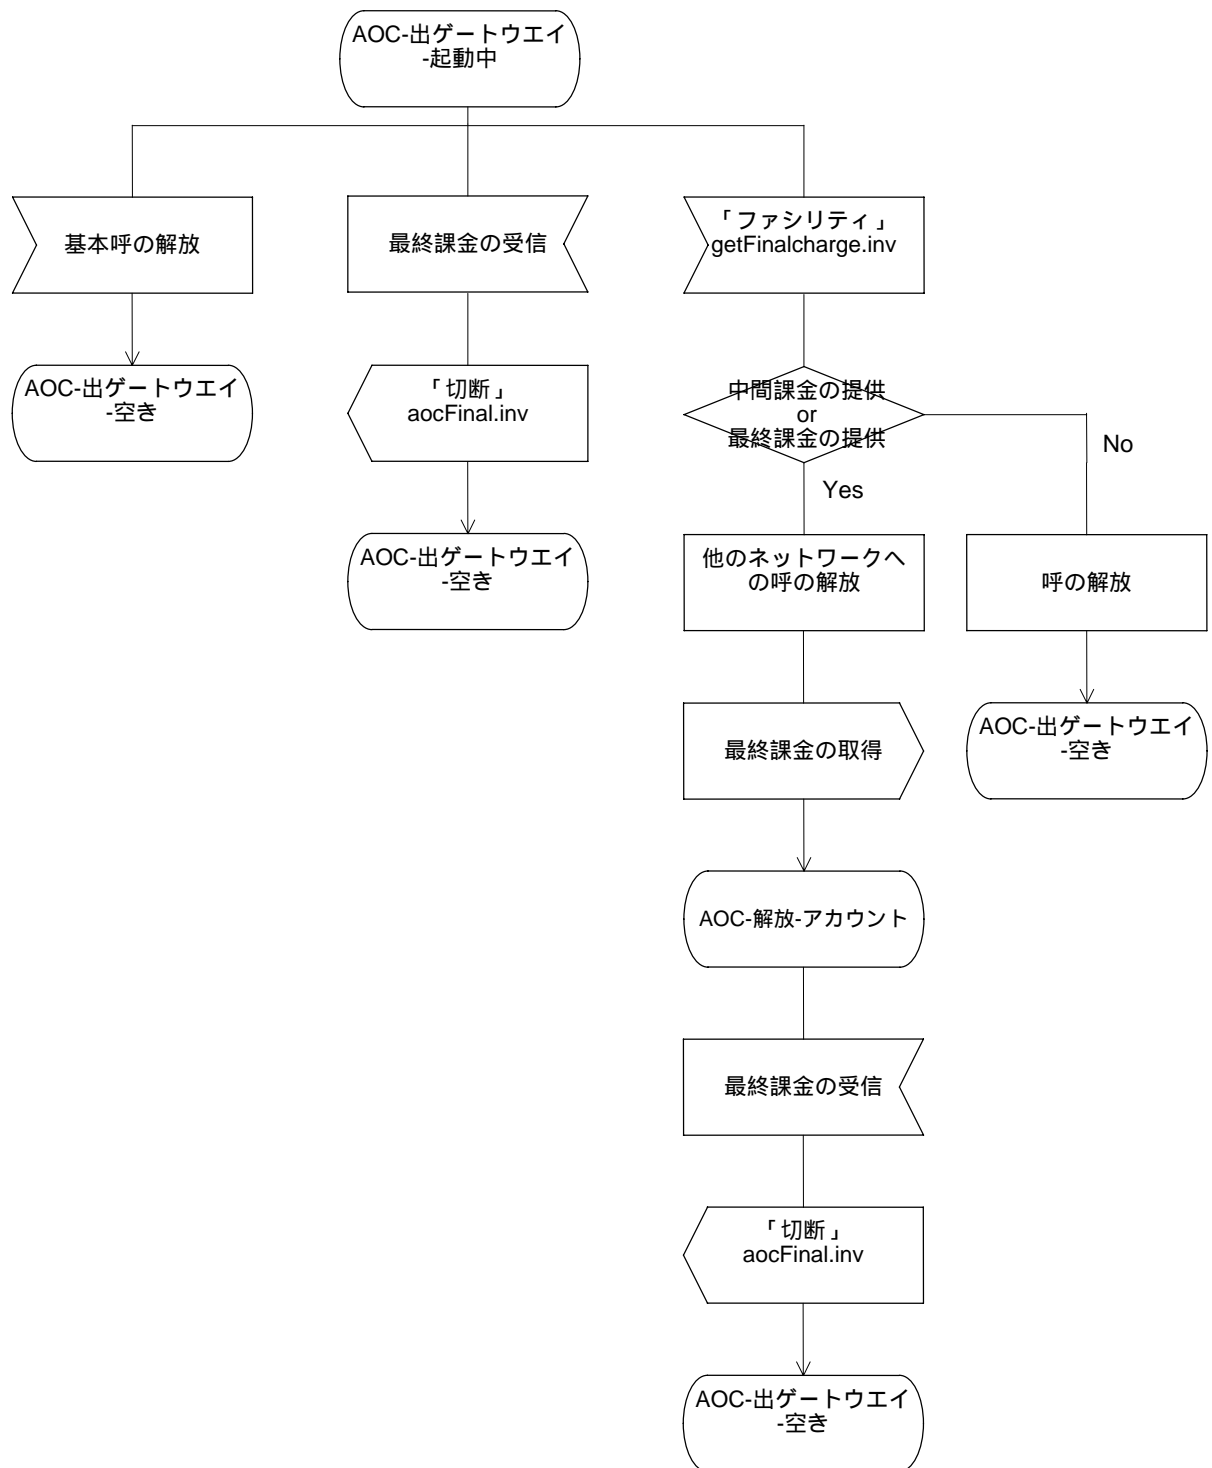 AOC-出ゲートウエイ
-起動中
基本呼の解放
最終課金の受信
「ファシリティ」
getFinalcharge.inv
AOC-出ゲートウエイ
-空き
「切断」
aocFinal.inv
中間課金の提供
or
最終課金の提供
No
Yes
AOC-出ゲートウエイ
-空き
他のネットワークへ
の呼の解放
呼の解放
最終課金の取得
AOC-出ゲートウエイ
-空き
AOC-解放-アカウント
最終課金の受信
「切断」
aocFinal.inv
AOC-出ゲートウエイ
-空き